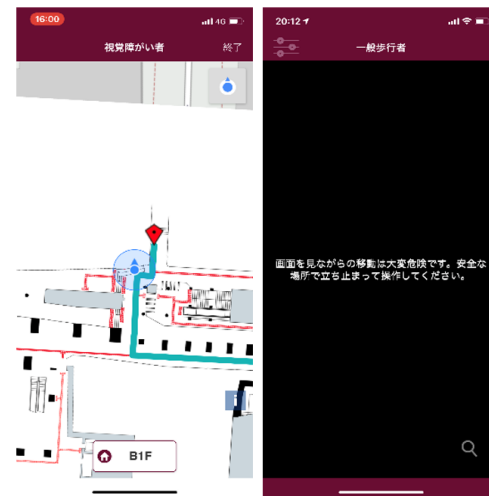 16:00
4G
視覚障がい者
終了
B1F
20:12
一般歩行者
画面を見ながらの移動は大変危険です。安全な
場所で立ち止まって操作してください。